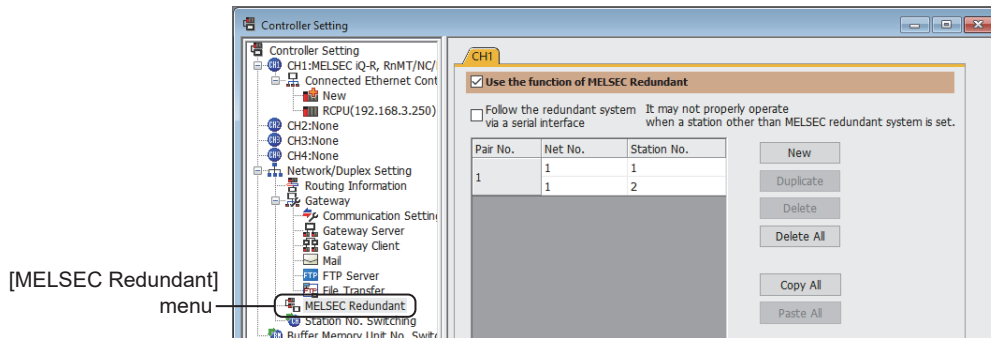 Controller Setting
Controller Setting
CH1:MELSEC iQ-R, RnMT/NC/
Connected Ethernet Cont
New
RCPU(192.168.3.250)
CH2:None
CH3:None
CH4:None
Network/Duplex Setting
Routing Information
Gateway
Communication Setting
Gateway Server
Gateway Client
Mail
FTP Server
File Transfer
MELSEC Redundant
Station No. Switching
Buffer Memory Unit No. Switc
[MELSEC Redundant]
menu
CH1
Use the function of MELSEC Redundant
Follow the redundant system It may not properly operate
via a serial interface when a station other than MELSEC redundant system is set.
Pair No. Net No. Station No.
1
1 1
1 2
New
Duplicate
Delete
Delete All
Copy All
Paste All